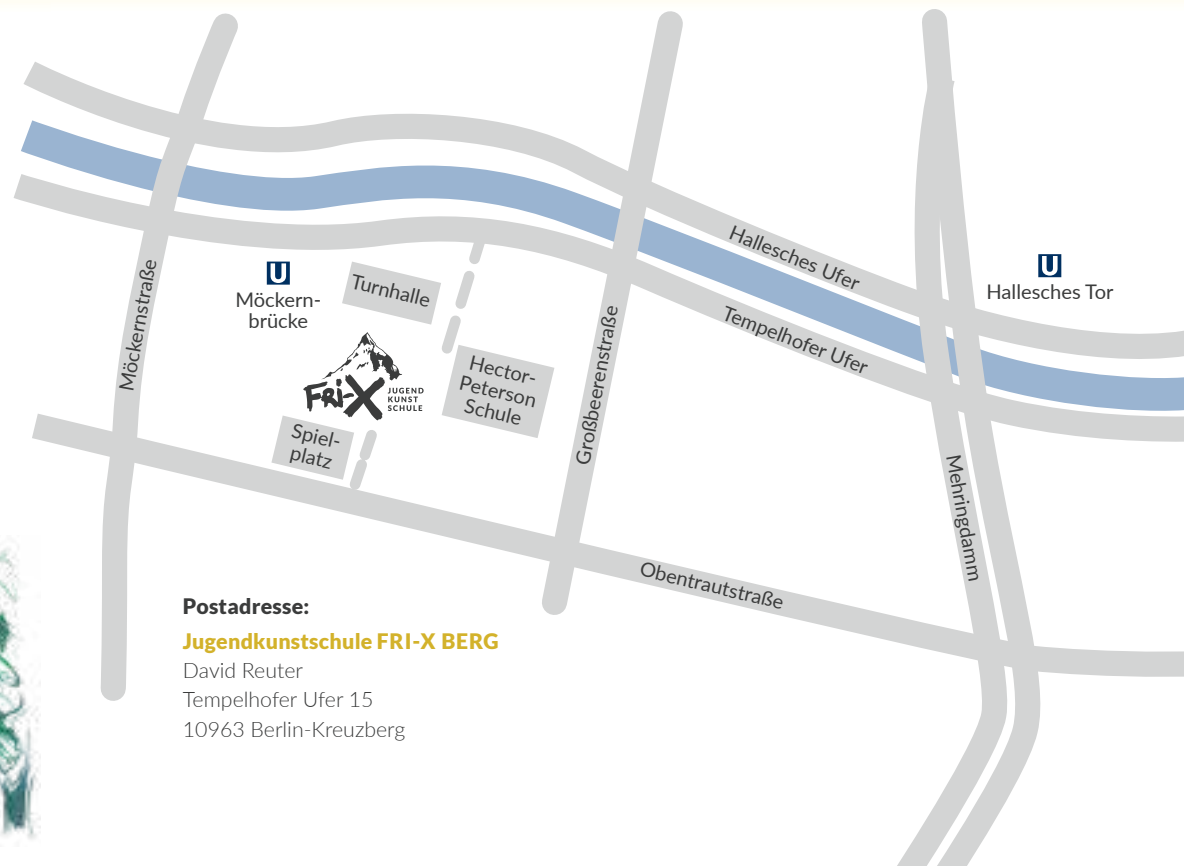 Hallesches Ufer
U
Möckern-
brücke
Turnhalle
U
Hallesches Tor
Möckernstraße
Großbeerenstraße
Tempelhofer Ufer
FRI-X
JUGEND
KUNST
SCHULE
Hector-
Peterson
Schule
Spiel-
platz
Mehringdamm
Obentrautstraße
Postadresse:
Jugendkunstschule FRI-X BERG
David Reuter
Tempelhofer Ufer 15
10963 Berlin-Kreuzberg